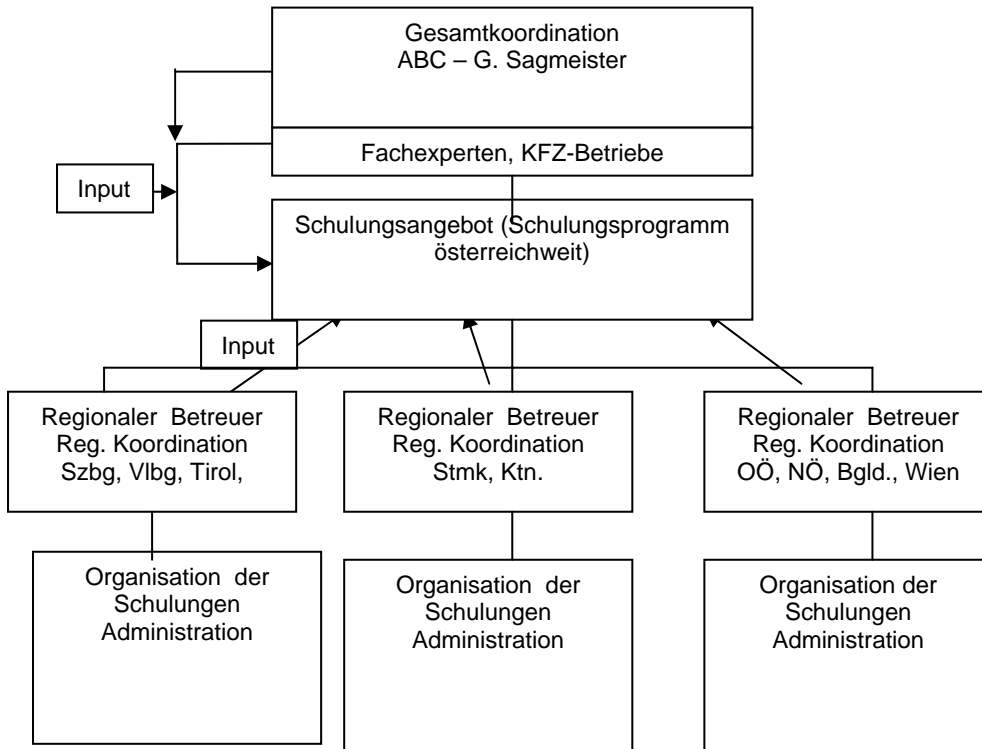 Gesamtkoordination
ABC – G. Sagmeister
Fachexperten, KFZ-Betriebe
Input
Schulungsangebot (Schulungsprogramm
österreichweit)
Input
Regionaler Betreuer
Reg. Koordination
Szbg, Vlbg, Tirol,
Regionaler Betreuer
Reg. Koordination
Stmk, Ktn.
Regionaler Betreuer
Reg. Koordination
OÖ, NÖ, Bgld., Wien
Organisation der
Schulungen
Administration
Organisation der
Schulungen
Administration
Organisation der
Schulungen
Administration